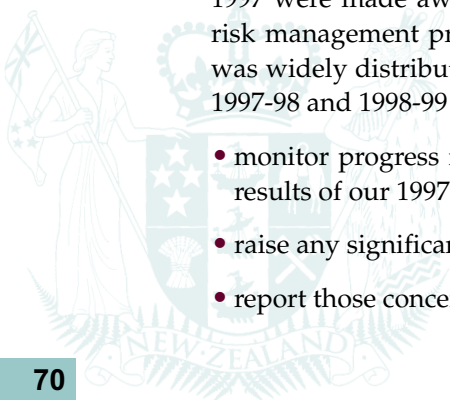 1997 were made aw
risk management pr
was widely distribut
1997-98 and 1998-99
• monitor progress
results of our 1997
• raise any significa
• report those conce
NEW ZEALAND
70